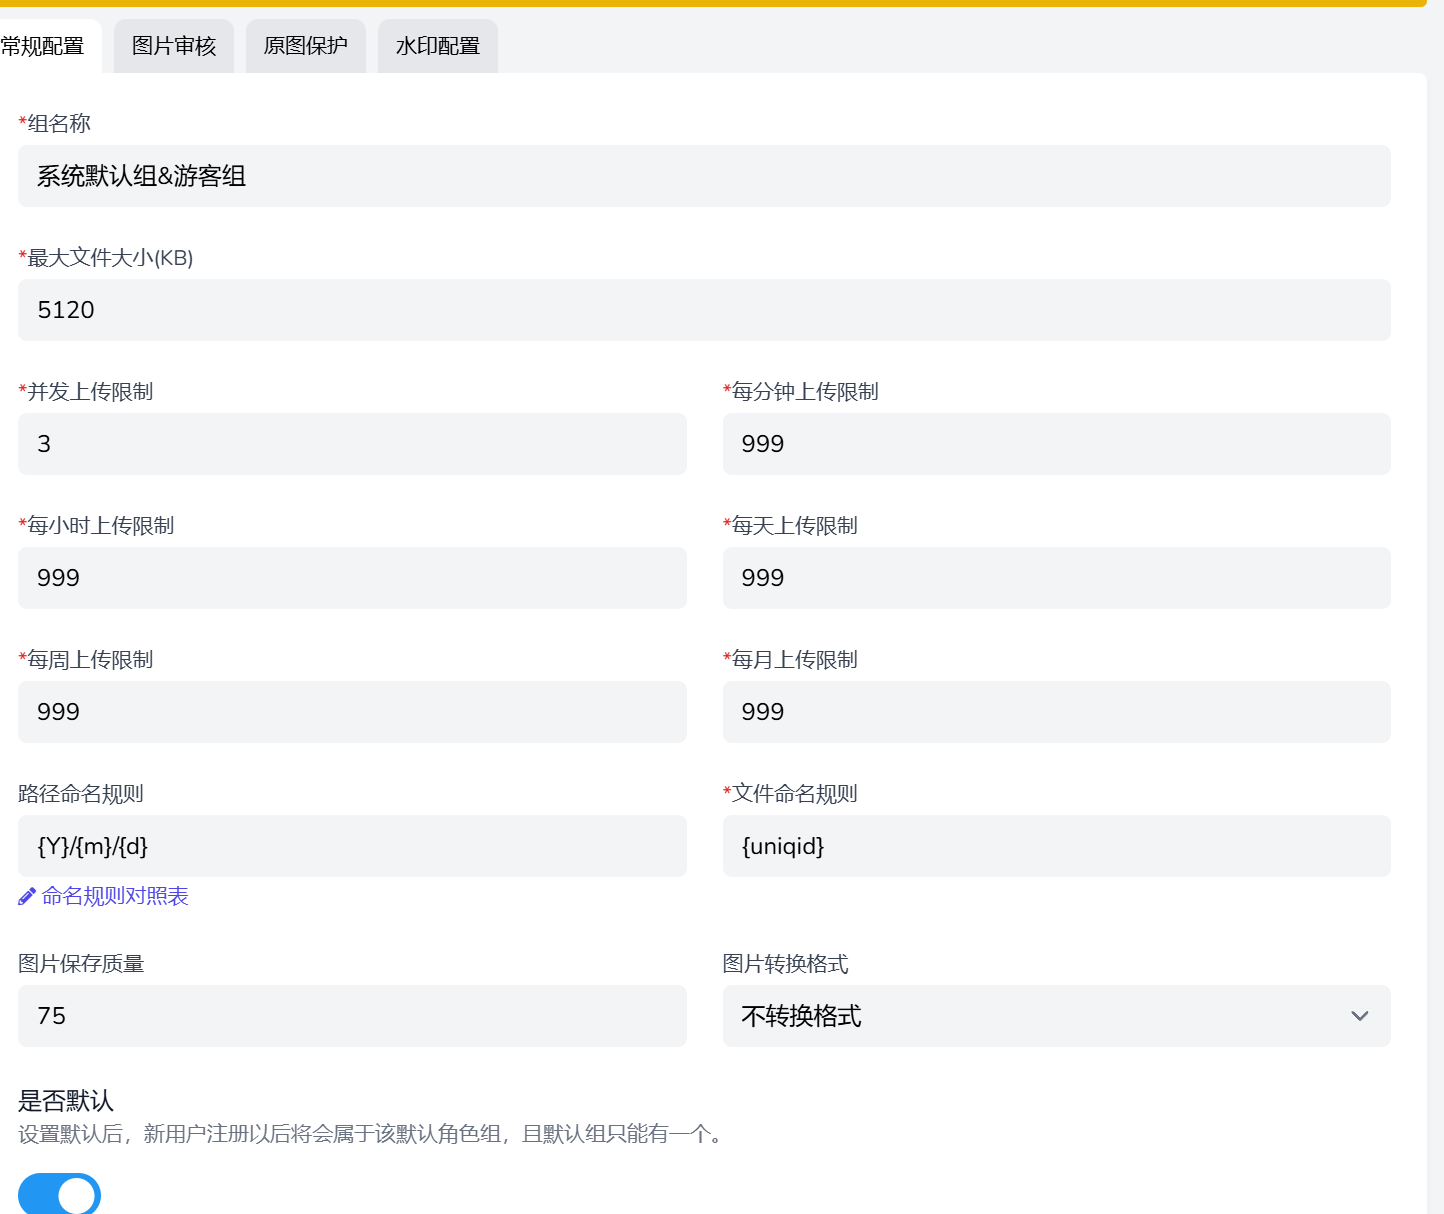 常规配置 图片审核 原图保护 水印配置
*组名称
系统默认组&游客组
*最大文件大小(KB)
5120
*并发上传限制 *每分钟上传限制
3 999
*每小时上传限制 *每天上传限制
999 999
*每周上传限制 *每月上传限制
999 999
路径命名规则 *文件命名规则
{Y}/{m}/{d} {uniqid}
命名规则对照表
图片保存质量 图片转换格式
75 不转换格式
是否默认
设置默认后，新用户注册以后将会属于该默认角色组，且默认组只能有一个。